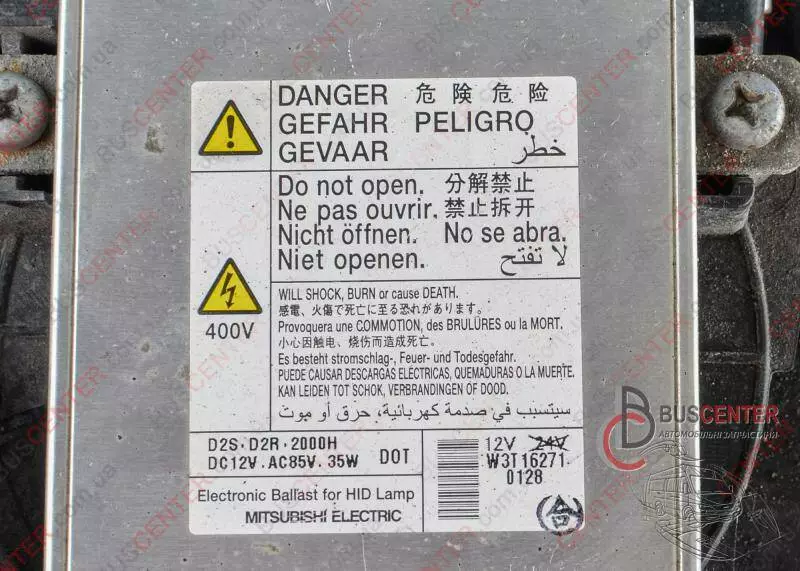 DANGER 危険危险
GEFAHR PELIGRO
GEVAAR خطر
Do not open. 分解禁止
Ne pas ouvrir. 禁止拆开
Nicht öffnen. No se abra.
Niet openen. لا تفتح
400V
WILL SHOCK, BURN or cause DEATH.
感電、火傷で死亡に至る恐れがあります。
Provoquera une COMMOTION, des BRULÜRES ou la MORT.
小心因触电、烧伤而造成死亡。
Es besteht stromschlag-, Feuer- und Todesgefahr.
PUEDE CAUSAR DESCARGAS ELECTRICAS, QUEMADURAS O LA MUERTE.
KAN LEIDEN TOT SCHOK, VERBRANDINGEN OF DOOD.
سيتسبب في صدمة كهربائية، حرق أو موت
D2S.D2R.2000H
DC12V.AC85V.35W DOT
12V 24V
W3T16271
0128
合
Electronic Ballast for HID Lamp
MITSUBISHI ELECTRIC
BUSCENTER
АВТОМОБІЛЬНІ ЗАПЧАСТИНИ